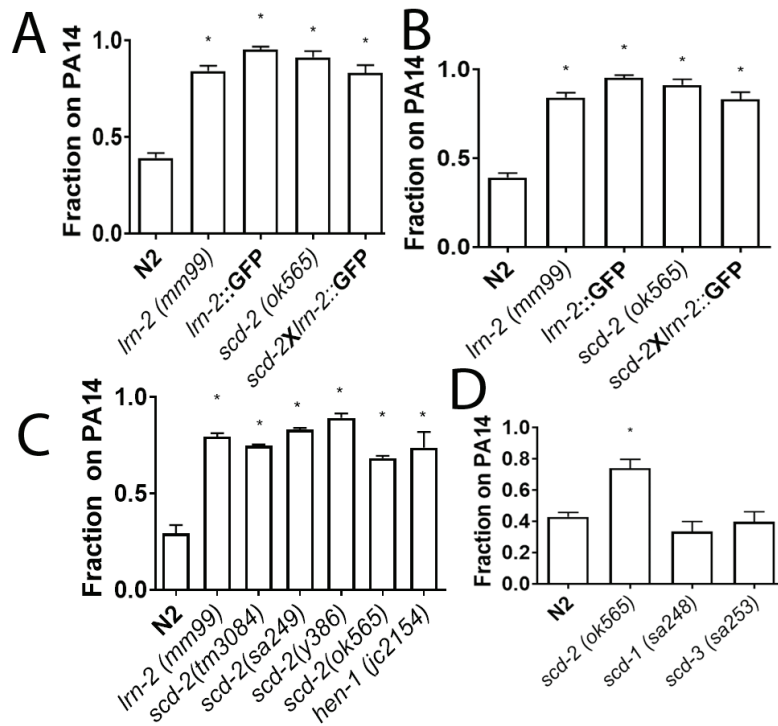 A
Fraction on PA14
1.0
0.5
0.0
*
*
*
*
N2
lrn-2 (mm99)
lrn-2::GFP
scd-2 (ok565)
scd-2Xlrn-2::GFP
B
Fraction on PA14
1.0
0.5
0.0
*
*
*
*
N2
lrn-2 (mm99)
lrn-2::GFP
scd-2 (ok565)
scd-2Xlrn-2::GFP
C
Fraction on PA14
1.0
0.5
0.0
*
*
*
*
*
*
N2
lrn-2 (mm99)
scd-2(tm3084)
scd-2(sa249)
scd-2(y386)
scd-2(ok565)
hen-1 (jc2154)
D
Fraction on PA14
1.0
0.8
0.6
0.4
0.2
0.0
*
N2
scd-2 (ok565)
scd-1 (sa248)
scd-3 (sa253)